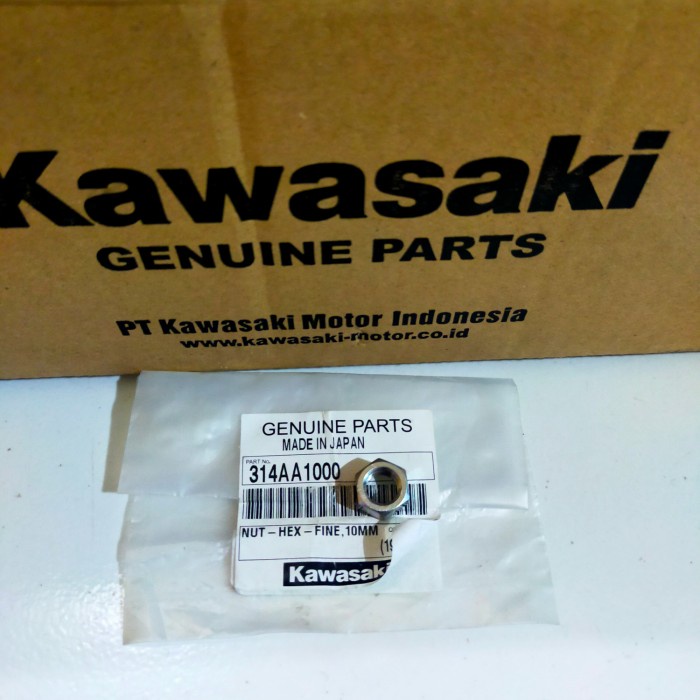 Kawasaki
GENUINE PARTS
PT Kawasaki Motor Indonesia
www.kawasaki-motor.co.id
GENUINE PARTS
MADE IN JAPAN
PART No.
314AA1000
NUT-HEX-FINE,10MM
Kawasaki